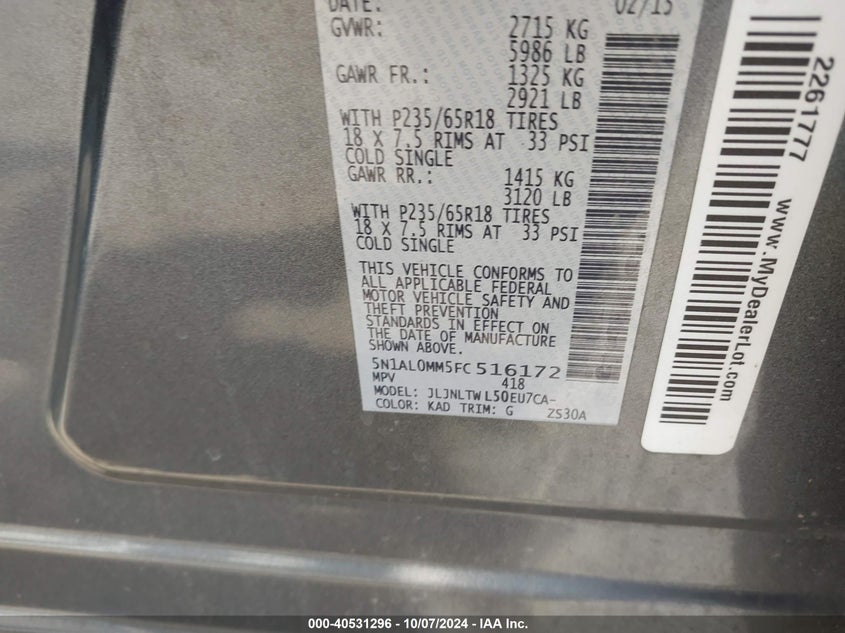 DATE: 02/15
GVWR: 2715 KG
5986 LB
GAWR FR.: 1325 KG
2921 LB
WITH P235/65R18 TIRES
18 X 7.5 RIMS AT 33 PSI
COLD SINGLE
GAWR RR.: 1415 KG
3120 LB
WITH P235/65R18 TIRES
18 X 7.5 RIMS AT 33 PSI
COLD SINGLE
THIS VEHICLE CONFORMS TO
ALL APPLICABLE FEDERAL
MOTOR VEHICLE SAFETY AND
THEFT PREVENTION
STANDARDS IN EFFECT ON
THE DATE OF MANUFACTURE
SHOWN ABOVE.
5N1AL0MM5FC516172
MPV 418
MODEL: JLJNLTWL50EU7CA-
COLOR: KAD TRIM: G ZS30A
2261777 www.MyDealerLot.com
000-40531296 - 10/07/2024 - IAA Inc.